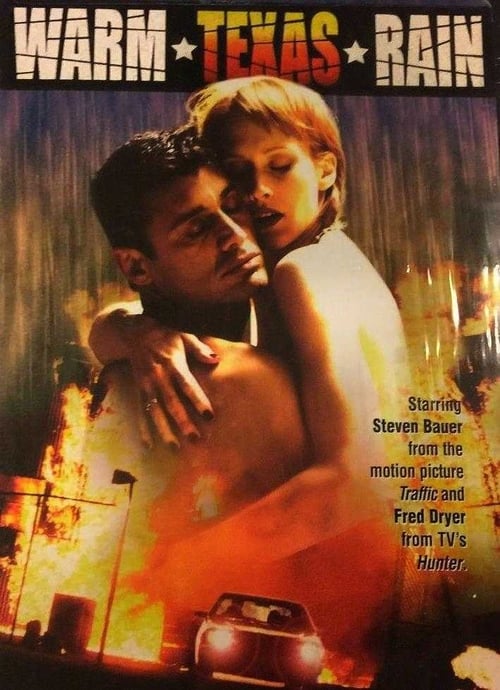 WARM★TEXAS★RAIN
Starring
Steven Bauer
from the
motion picture
Traffic and
Fred Dryer
from TV's
Hunter.